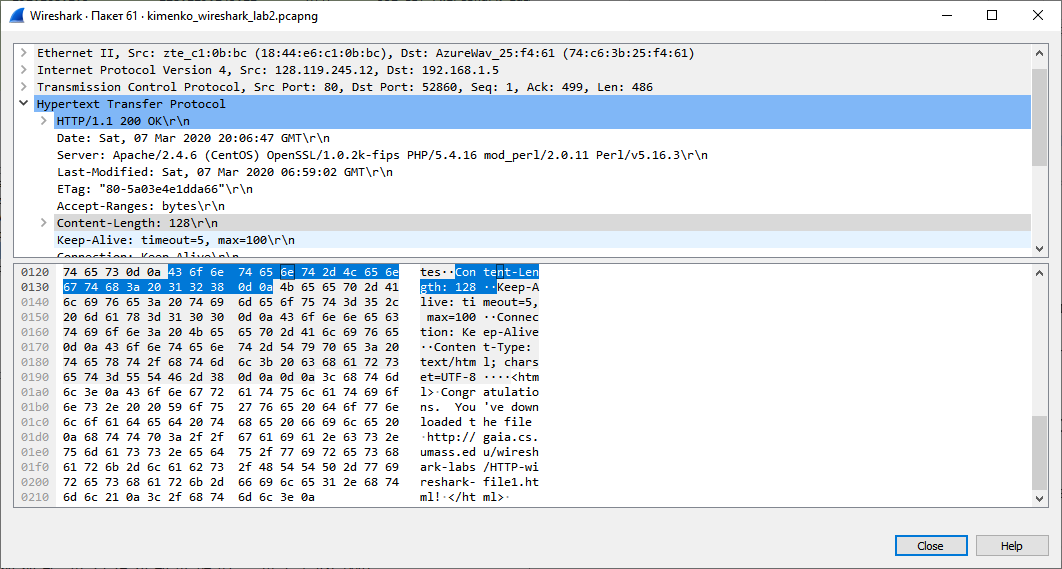 Wireshark · Пакет 61 · kimenko_wireshark_lab2.pcapng
Ethernet II, Src: zte_c1:0b:bc (18:44:e6:c1:0b:bc), Dst: AzureWav_25:f4:61 (74:c6:3b:25:f4:61)
Internet Protocol Version 4, Src: 128.119.245.12, Dst: 192.168.1.5
Transmission Control Protocol, Src Port: 80, Dst Port: 52860, Seq: 1, Ack: 499, Len: 486
Hypertext Transfer Protocol
HTTP/1.1 200 OK\r\n
Date: Sat, 07 Mar 2020 20:06:47 GMT\r\n
Server: Apache/2.4.6 (CentOS) OpenSSL/1.0.2k-fips PHP/5.4.16 mod_perl/2.0.11 Perl/v5.16.3\r\n
Last-Modified: Sat, 07 Mar 2020 06:59:02 GMT\r\n
ETag: "80-5a03e4e1dda66"\r\n
Accept-Ranges: bytes\r\n
Content-Length: 128\r\n
Keep-Alive: timeout=5, max=100\r\n
Connection: Keep-Alive\r\n
0120 74 65 73 0d 0a 43 6f 6e 74 65 6e 74 2d 4c 65 6e tes··Con tent-Len
0130 67 74 68 3a 20 31 32 38 0d 0a 4b 65 65 70 2d 41 gth: 128 ··Keep-A
0140 6c 69 76 65 3a 20 74 69 6d 65 6f 75 74 3d 35 2c live: ti meout=5,
0150 20 6d 61 78 3d 31 30 30 0d 0a 43 6f 6e 6e 65 63 max=100 ··Connec
0160 74 69 6f 6e 3a 20 4b 65 65 70 2d 41 6c 69 76 65 tion: Ke ep-Alive
0170 0d 0a 43 6f 6e 74 65 6e 74 2d 54 79 70 65 3a 20 ··Conten t-Type:
0180 74 65 78 74 2f 68 74 6d 6c 3b 20 63 68 61 72 73 text/htm l; chars
0190 65 74 3d 55 54 46 2d 38 0d 0a 0d 0a 3c 68 74 6d et=UTF-8 ····<htm
01a0 6c 3e 0a 43 6f 6e 67 72 61 74 75 6c 61 74 69 6f l>·Congr atulatio
01b0 6e 73 2e 20 20 59 6f 75 27 76 65 20 64 6f 77 6e ns.  You 've down
01c0 6c 6f 61 64 65 64 20 74 68 65 20 66 69 6c 65 20 loaded t he file
01d0 0a 68 74 74 70 3a 2f 2f 67 61 69 61 2e 63 73 2e ·http:// gaia.cs.
01e0 75 6d 61 73 73 2e 65 64 75 2f 77 69 72 65 73 68 umass.ed u/wiresh
01f0 61 72 6b 2d 6c 61 62 73 2f 48 54 54 50 2d 77 69 ark-labs /HTTP-wi
0200 72 65 73 68 61 72 6b 2d 66 69 6c 65 31 2e 68 74 reshark- file1.ht
0210 6d 6c 21 0a 3c 2f 68 74 6d 6c 3e 0a ml!·</ht ml>·
Close
Help